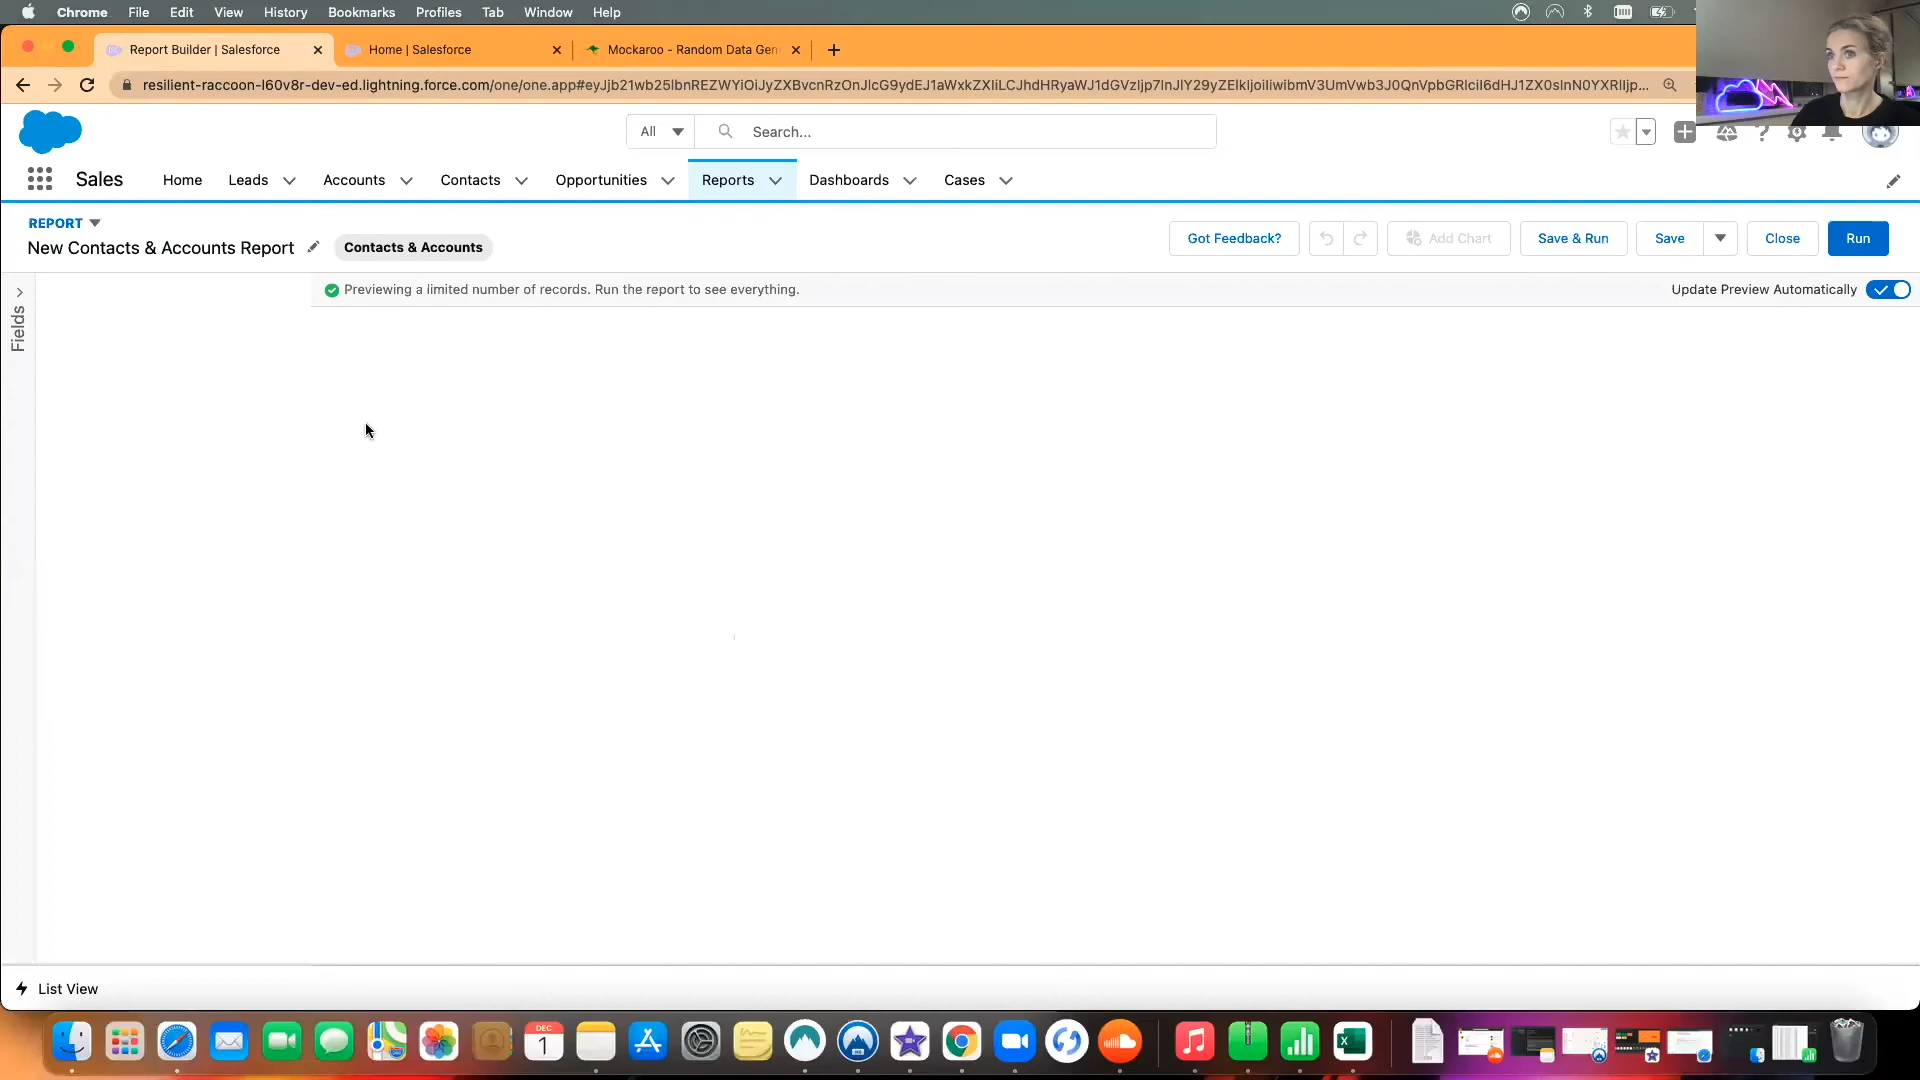 Chrome File Edit View History Bookmarks Profiles Tab Window Help
Report Builder | Salesforce
Home | Salesforce
Mockaroo - Random Data Gen
resilient-raccoon-l60v8r-dev-ed.lightning.force.com/one/one.app#
All
Search...
Sales
Home
Leads
Accounts
Contacts
Opportunities
Reports
Dashboards
Cases
REPORT
New Contacts & Accounts Report
Contacts & Accounts
Got Feedback?
Add Chart
Save & Run
Save
Close
Run
Previewing a limited number of records. Run the report to see everything.
Update Preview Automatically
Fields
List View
DEC
1